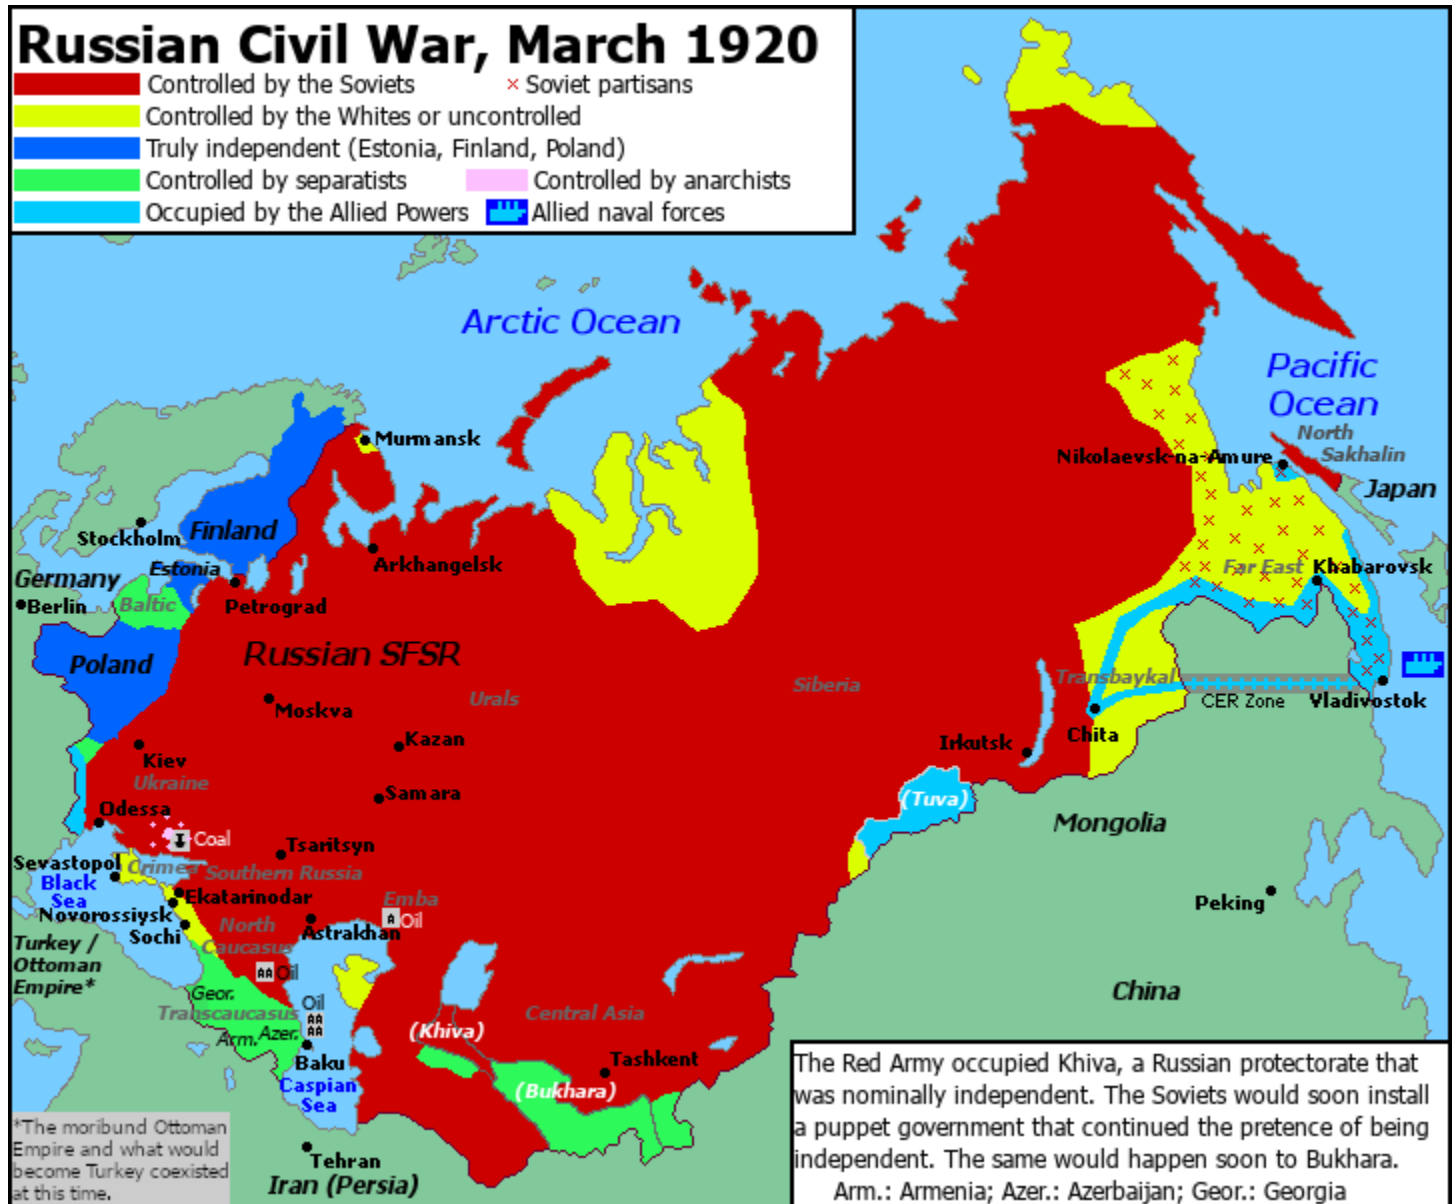 Russian Civil War, March 1920
Controlled by the Soviets
Soviet partisans
Controlled by the Whites or uncontrolled
Truly independent (Estonia, Finland, Poland)
Controlled by separatists
Controlled by anarchists
Occupied by the Allied Powers
Allied naval forces
Arctic Ocean
Pacific
Ocean
North
Sakhalin
Nikolaevsk-na-Amure
Japan
Murmansk
Stockholm
Finland
Arkhangelsk
Germany
Estonia
Berlin
Baltic
Petrograd
Far East
Khabarovsk
Poland
Russian SFSR
Urals
Siberia
Transbaykal
Moskva
CER Zone
Vladivostok
Kiev
Kazan
Irkutsk
Chita
Ukraine
Samara
(Tuva)
Odessa
Mongolia
Coal
Tsaritsyn
Sevastopol
Crimea
Southern Russia
Black
Sea
Ekatarinodar
Emba
Peking
Novorossiysk
North
Caucasus
Astrakhan
Oil
Sochi
Turkey /
Ottoman
Empire*
Oil
China
Geor.
Oil
Transcaucasus
Central Asia
Arm.
Azer.
(Khiva)
Baku
Tashkent
Caspian
Sea
(Bukhara)
*The moribund Ottoman
Empire and what would
become Turkey coexisted
at this time.
Tehran
Iran (Persia)
The Red Army occupied Khiva, a Russian protectorate that
was nominally independent. The Soviets would soon install
a puppet government that continued the pretence of being
independent. The same would happen soon to Bukhara.
Arm.: Armenia; Azer.: Azerbaijan; Geor.: Georgia